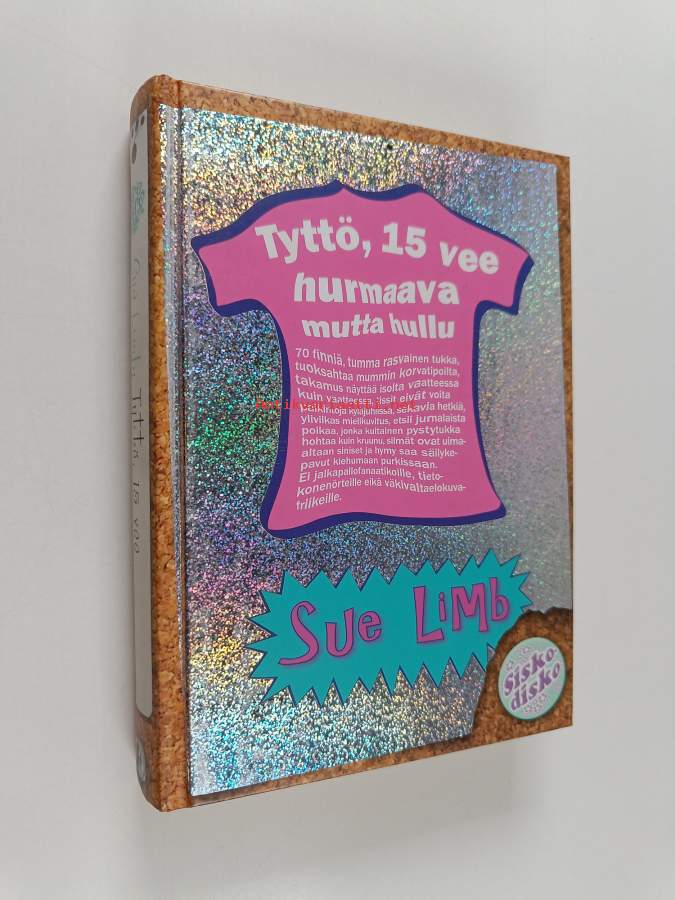 Tyttö, 15 vee
hurmaava
mutta hullu
70 finniä, tumma rasvainen tukka,
tuoksahtaa mummin korvatipoilta,
takamus näyttää isolta vaatteessa
kuin vaatteessa, tissit eivät voita
kyläjuhlissa, sekavia hetkiä,
ylivilkas mielikuvitus, etsii jumalaista
poikaa, jonka kultainen pystytukka
hohtaa kuin kruunu, silmät ovat uima-
altaan siniset ja hymy saa säilyke-
pavut kiehumaan purkissaan.
Ei jalkapallofanaatikoille, tieto-
konenörteille eikä väkivaltaelokuva-
friikeille.
Sue Limb
Sisko-
disko
Sue Limb Tyttö, 15 vee